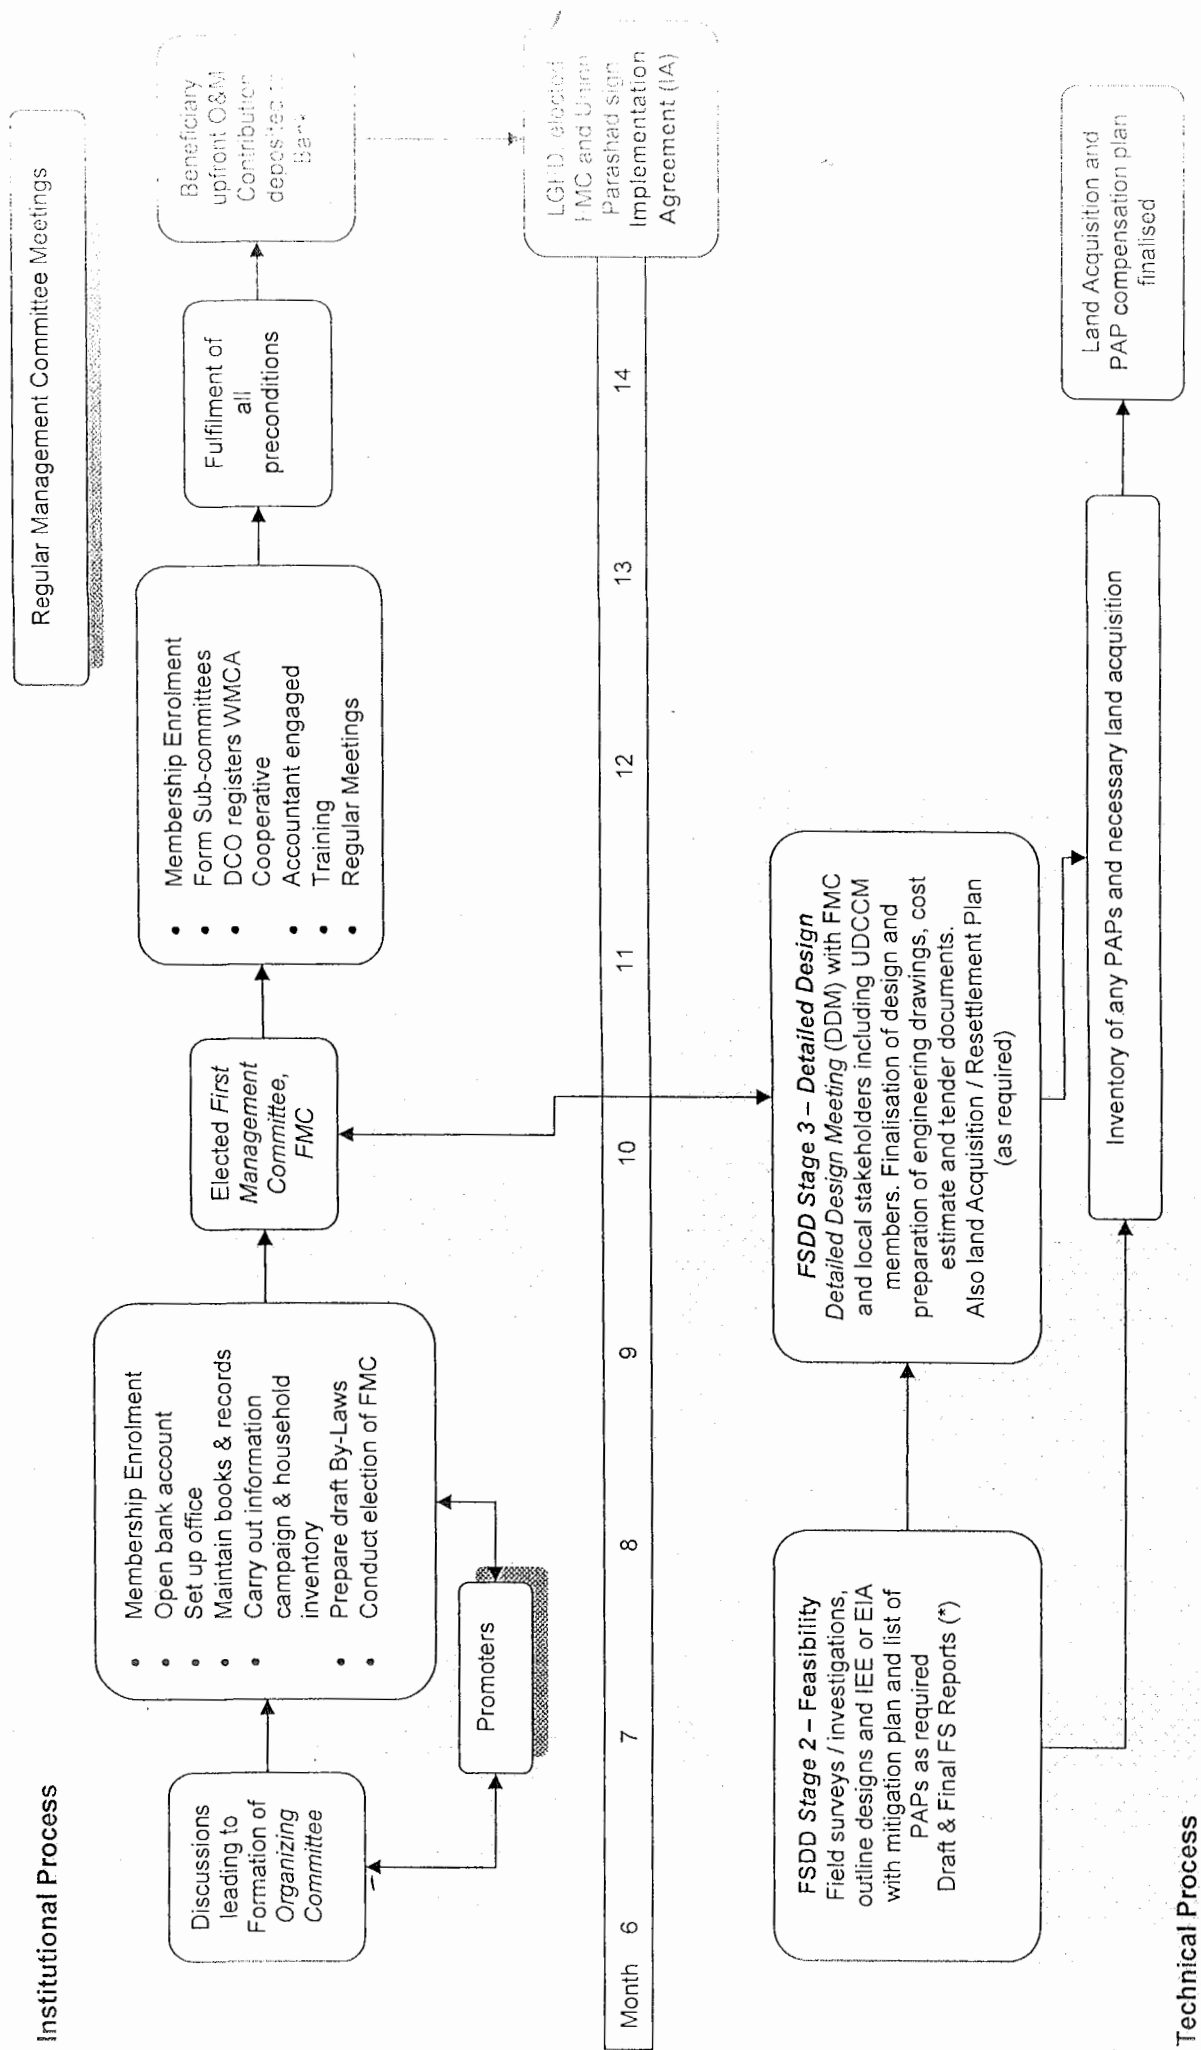 Institutional Process
Regular Management Committee Meetings
Discussions
leading to
Formation of
Organizing
Committee
• Membership Enrolment
• Open bank account
• Set up office
• Maintain books & records
• Carry out information
campaign & household
inventory
• Prepare draft By-Laws
• Conduct election of FMC
Promoters
Elected First
Management
Committee,
FMC
• Membership Enrolment
• Form Sub-committees
• DCO registers WMCA
Cooperative
• Accountant engaged
• Training
• Regular Meetings
Fulfilment of
all
preconditions
Beneficiary
upfront O&M
Contribution
deposited
Bank
elected
FMC and Union
Parashad sign
Implementation
Agreement (IA)
Month 6 7 8 9 10 11 12 13 14
FSDD Stage 2 – Feasibility
Field surveys / investigations,
outline designs and IEE or EIA
with mitigation plan and list of
PAPs as required
Draft & Final FS Reports (*)
FSDD Stage 3 – Detailed Design
Detailed Design Meeting (DDM) with FMC
and local stakeholders including UDCCM
members. Finalisation of design and
preparation of engineering drawings, cost
estimate and tender documents.
Also land Acquisition / Resettlement Plan
(as required)
Inventory of any PAPs and necessary land acquisition
Land Acquisition and
PAP compensation plan
finalised
Technical Process